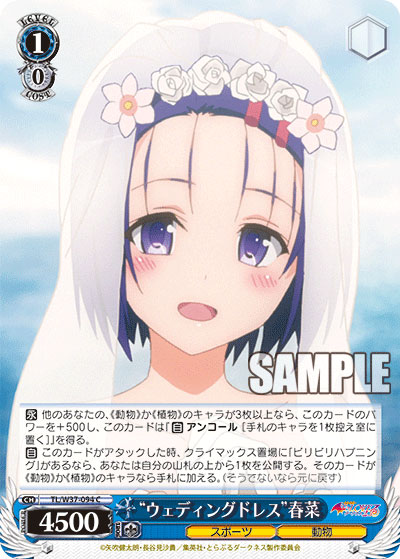 LEVEL
1
0
COST
SAMPLE
永 他のあなたの、《動物》か《植物》のキャラが3枚以上なら、このカードのパワ
ーを+500し、このカードは『自 アンコール [手札のキャラを1枚控え室に
置く]』を得る。
自 このカードがアタックした時、クライマックス置場に「ビリビリハプニン
グ」があるなら、あなたは自分の山札の上から1枚を公開する。そのカードが
《動物》か《植物》のキャラなら手札に加える。(そうでないなら元に戻す)
CH TL/W37-094 C
4500
“ウェディングドレス”春菜
スポーツ
動物
©矢吹健太朗・長谷見沙貴/集英社・とらぶるダークネス製作委員会